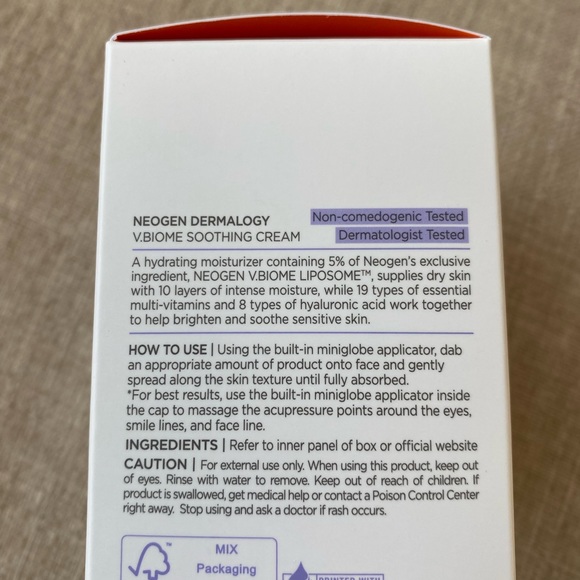 NEOGEN DERMALOGY
V.BIOME SOOTHING CREAM
Non-comedogenic Tested
Dermatologist Tested
A hydrating moisturizer containing 5% of Neogen's exclusive
ingredient, NEOGEN V.BIOME LIPOSOME™, supplies dry skin
with 10 layers of intense moisture, while 19 types of essential
multi-vitamins and 8 types of hyaluronic acid work together
to help brighten and soothe sensitive skin.
HOW TO USE | Using the built-in miniglobe applicator, dab
an appropriate amount of product onto face and gently
spread along the skin texture until fully absorbed.
*For best results, use the built-in miniglobe applicator inside
the cap to massage the acupressure points around the eyes,
smile lines, and face line.
INGREDIENTS | Refer to inner panel of box or official website
CAUTION | For external use only. When using this product, keep out
of eyes. Rinse with water to remove. Keep out of reach of children. If
product is swallowed, get medical help or contact a Poison Control Center
right away. Stop using and ask a doctor if rash occurs.
MIX
Packaging
PRINTED WITH